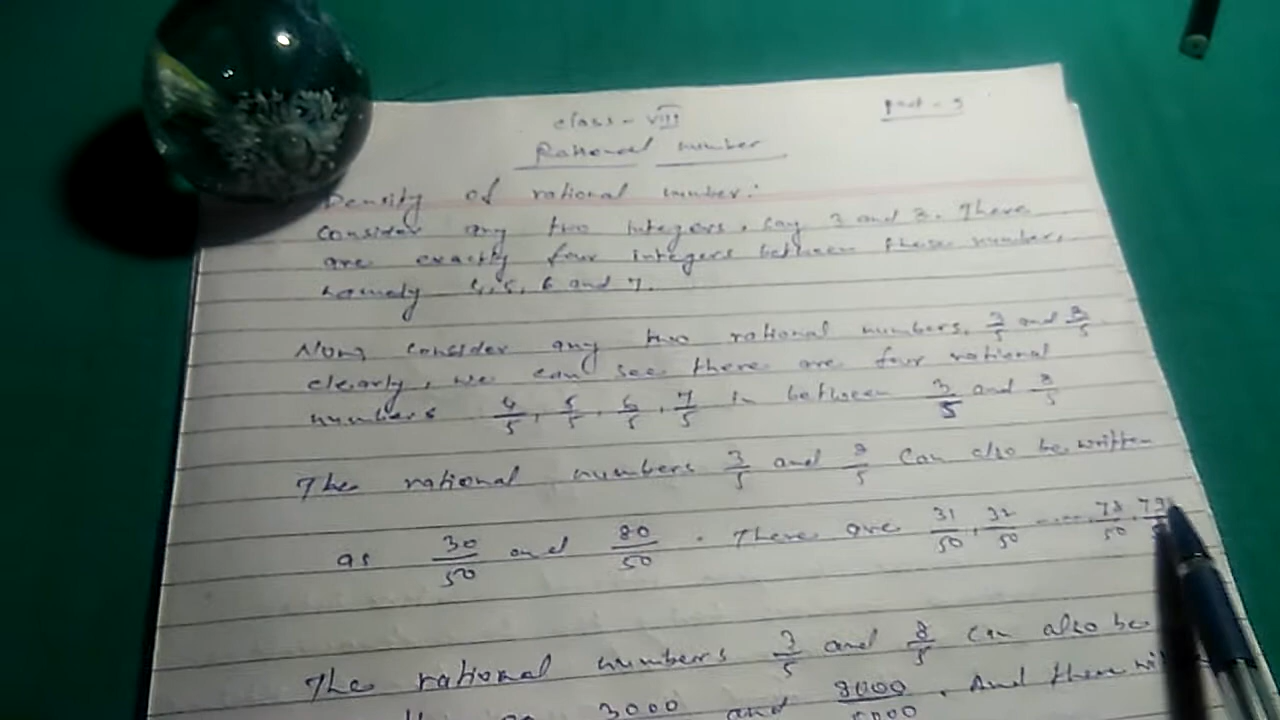 class - VIII
part - 3
Rational number
Density of rational number:
Consider any two integers, say 3 and 8. There
are exactly four integers between these number,
namely 4, 5, 6 and 7.
Now, consider any two rational numbers, 3/5 and 8/5
clearly, we can see there are four rational
numbers 4/5, 5/5, 6/5, 7/5 in between 3/5 and 8/5
The rational numbers 3/5 and 8/5 can also be written
as 30/50 and 80/50. There are 31/50, 32/50 ...... 78/50,
The rational numbers 3/5 and 8/5 can also be
3000 and 8000. And there